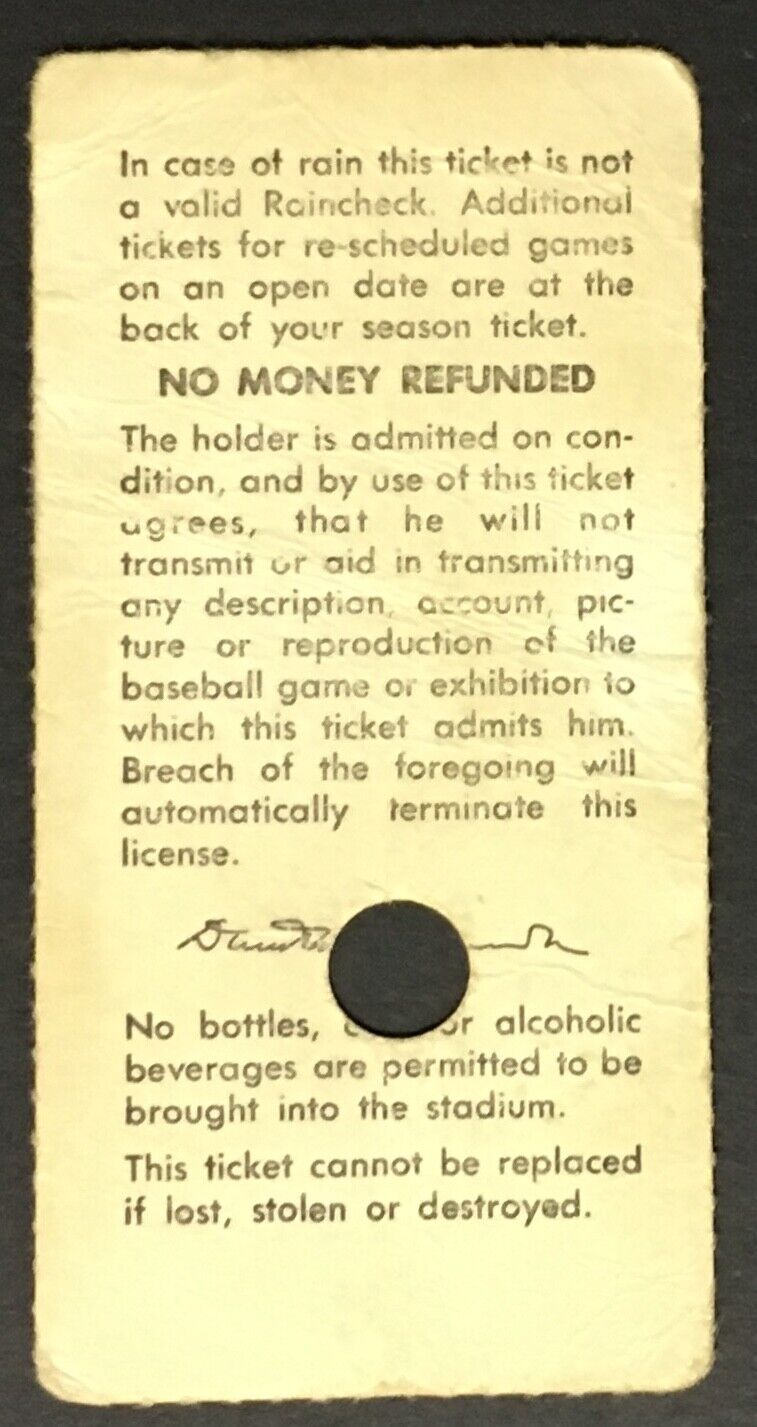 In case of rain this ticket is not
a valid Raincheck. Additional
tickets for re-scheduled games
on an open date are at the
back of your season ticket.
NO MONEY REFUNDED
The holder is admitted on con-
dition, and by use of this ticket
agrees, that he will not
transmit or aid in transmitting
any description, account, pic-
ture or reproduction of the
baseball game or exhibition to
which this ticket admits him.
Breach of the foregoing will
automatically terminate this
license.
No bottles, or alcoholic
beverages are permitted to be
brought into the stadium.
This ticket cannot be replaced
if lost, stolen or destroyed.